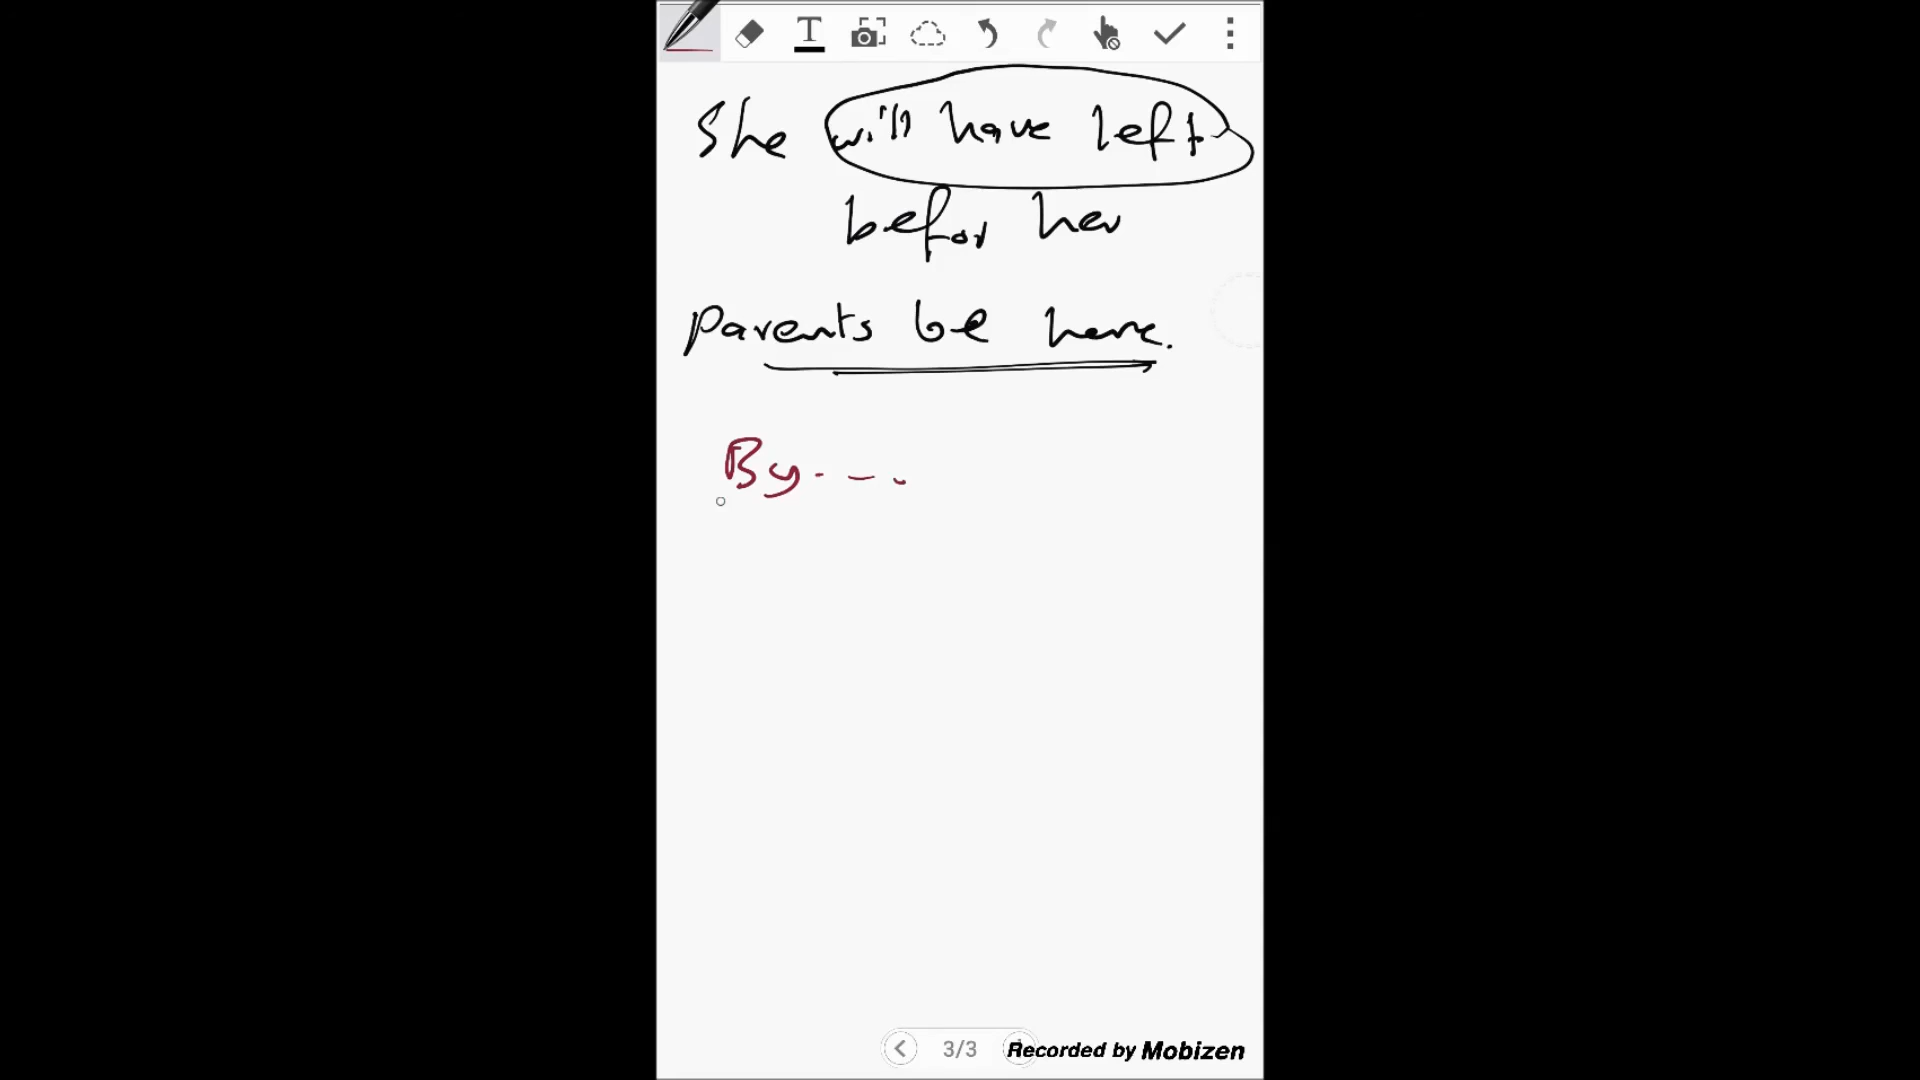 T
She will have left
befor her
parents be here.
By. - -
3/3
Recorded by Mobizen